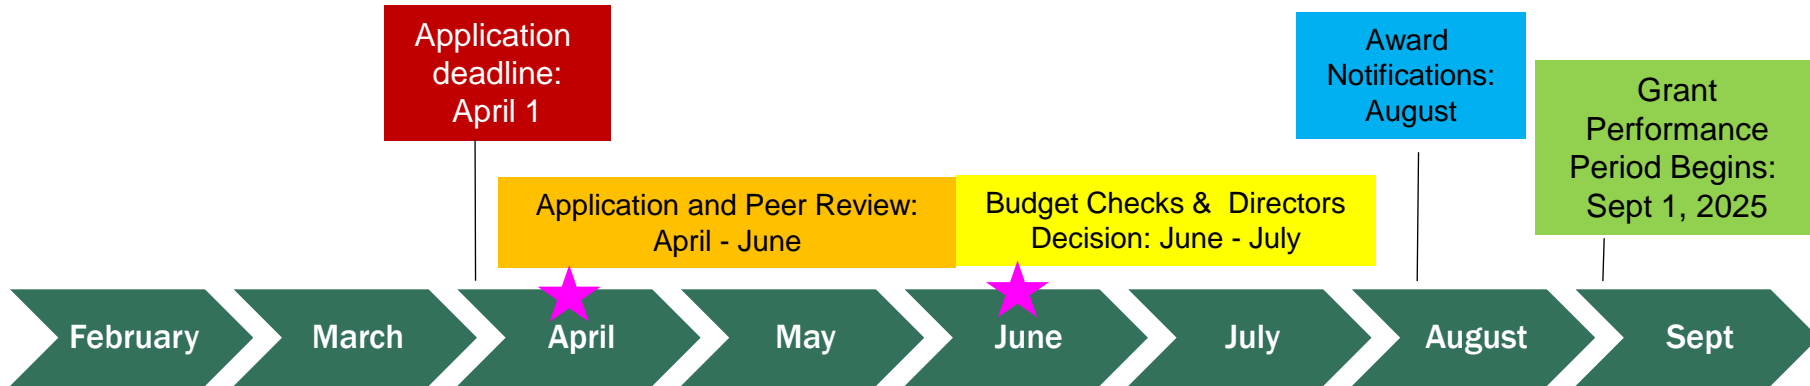 Application
deadline:
April 1
Award
Notifications:
August
Grant
Performance
Period Begins:
Sept 1, 2025
Application and Peer Review:
April - June
Budget Checks & Directors
Decision: June - July
February
March
April
May
June
July
August
Sept